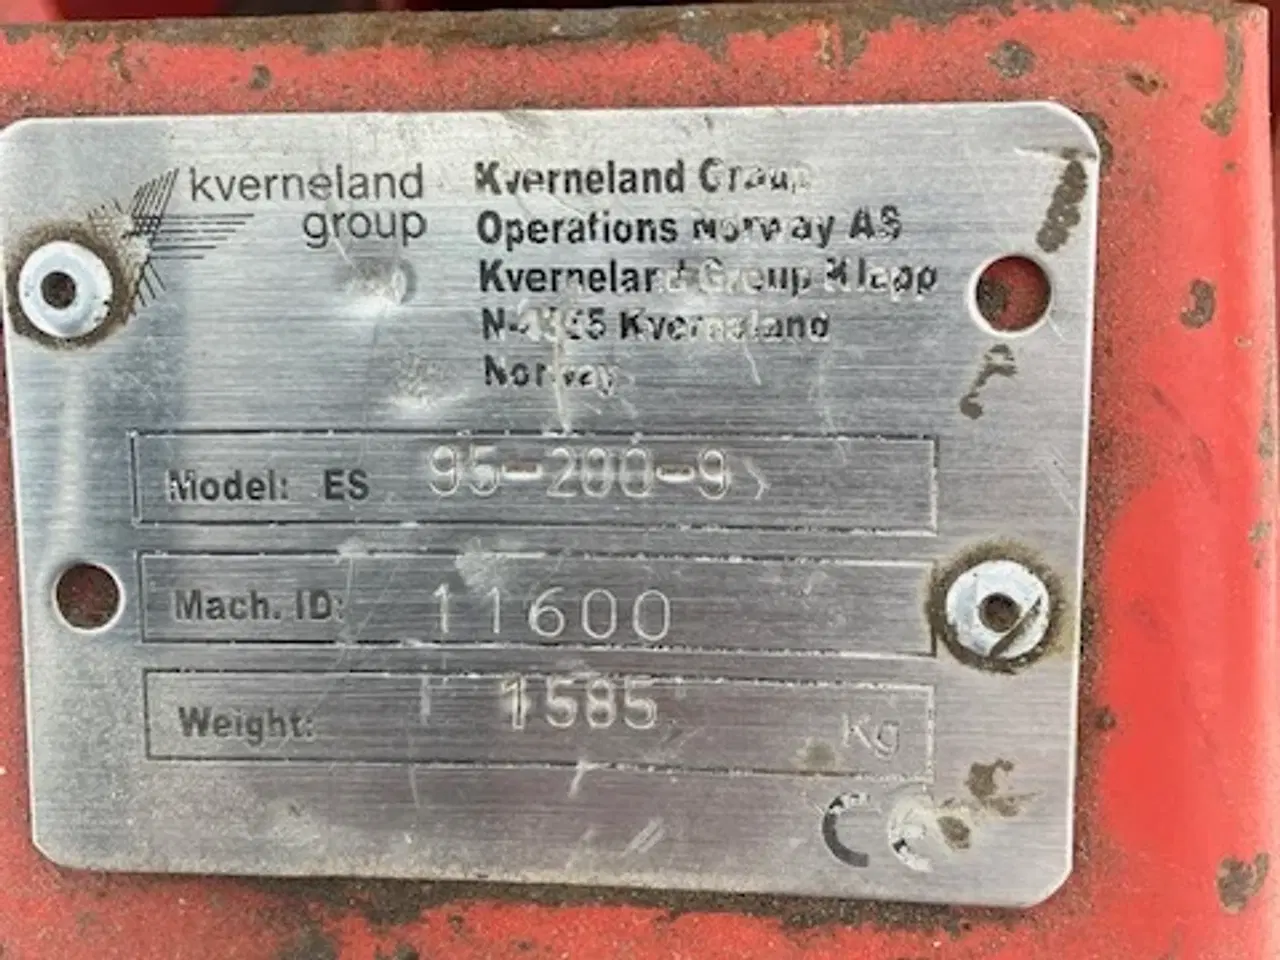 kverneland
group
Kverneland Group
Operations Norway AS
Kverneland Group Klepp
Kverneland
Norway
Model: ES 95-200-9
Mach. ID: 11600
Weight: 1585 Kg
CE